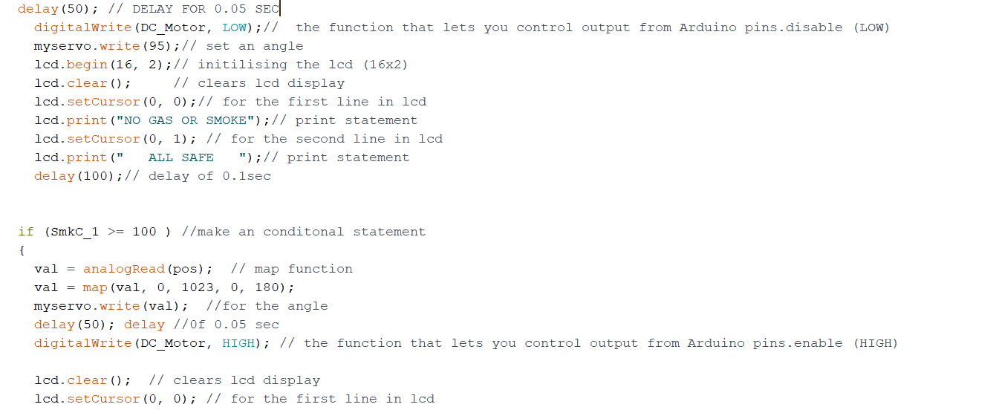 delay(50); // DELAY FOR 0.05 SEC
digitalWrite(DC_Motor, LOW);//  the function that lets you control output from Arduino pins.disable (LOW)
myservo.write(95);// set an angle
lcd.begin(16, 2);// initilising the lcd (16x2)
lcd.clear();     // clears lcd display
lcd.setCursor(0, 0);// for the first line in lcd
lcd.print("NO GAS OR SMOKE");// print statement
lcd.setCursor(0, 1); // for the second line in lcd
lcd.print("   ALL SAFE   ");// print statement
delay(100);// delay of 0.1sec
if (SmkC_1 >= 100 ) //make an conditonal statement
{
val = analogRead(pos);  // map function
val = map(val, 0, 1023, 0, 180);
myservo.write(val);  //for the angle
delay(50); delay //0f 0.05 sec
digitalWrite(DC_Motor, HIGH); // the function that lets you control output from Arduino pins.enable (HIGH)
lcd.clear();  // clears lcd display
lcd.setCursor(0, 0); // for the first line in lcd